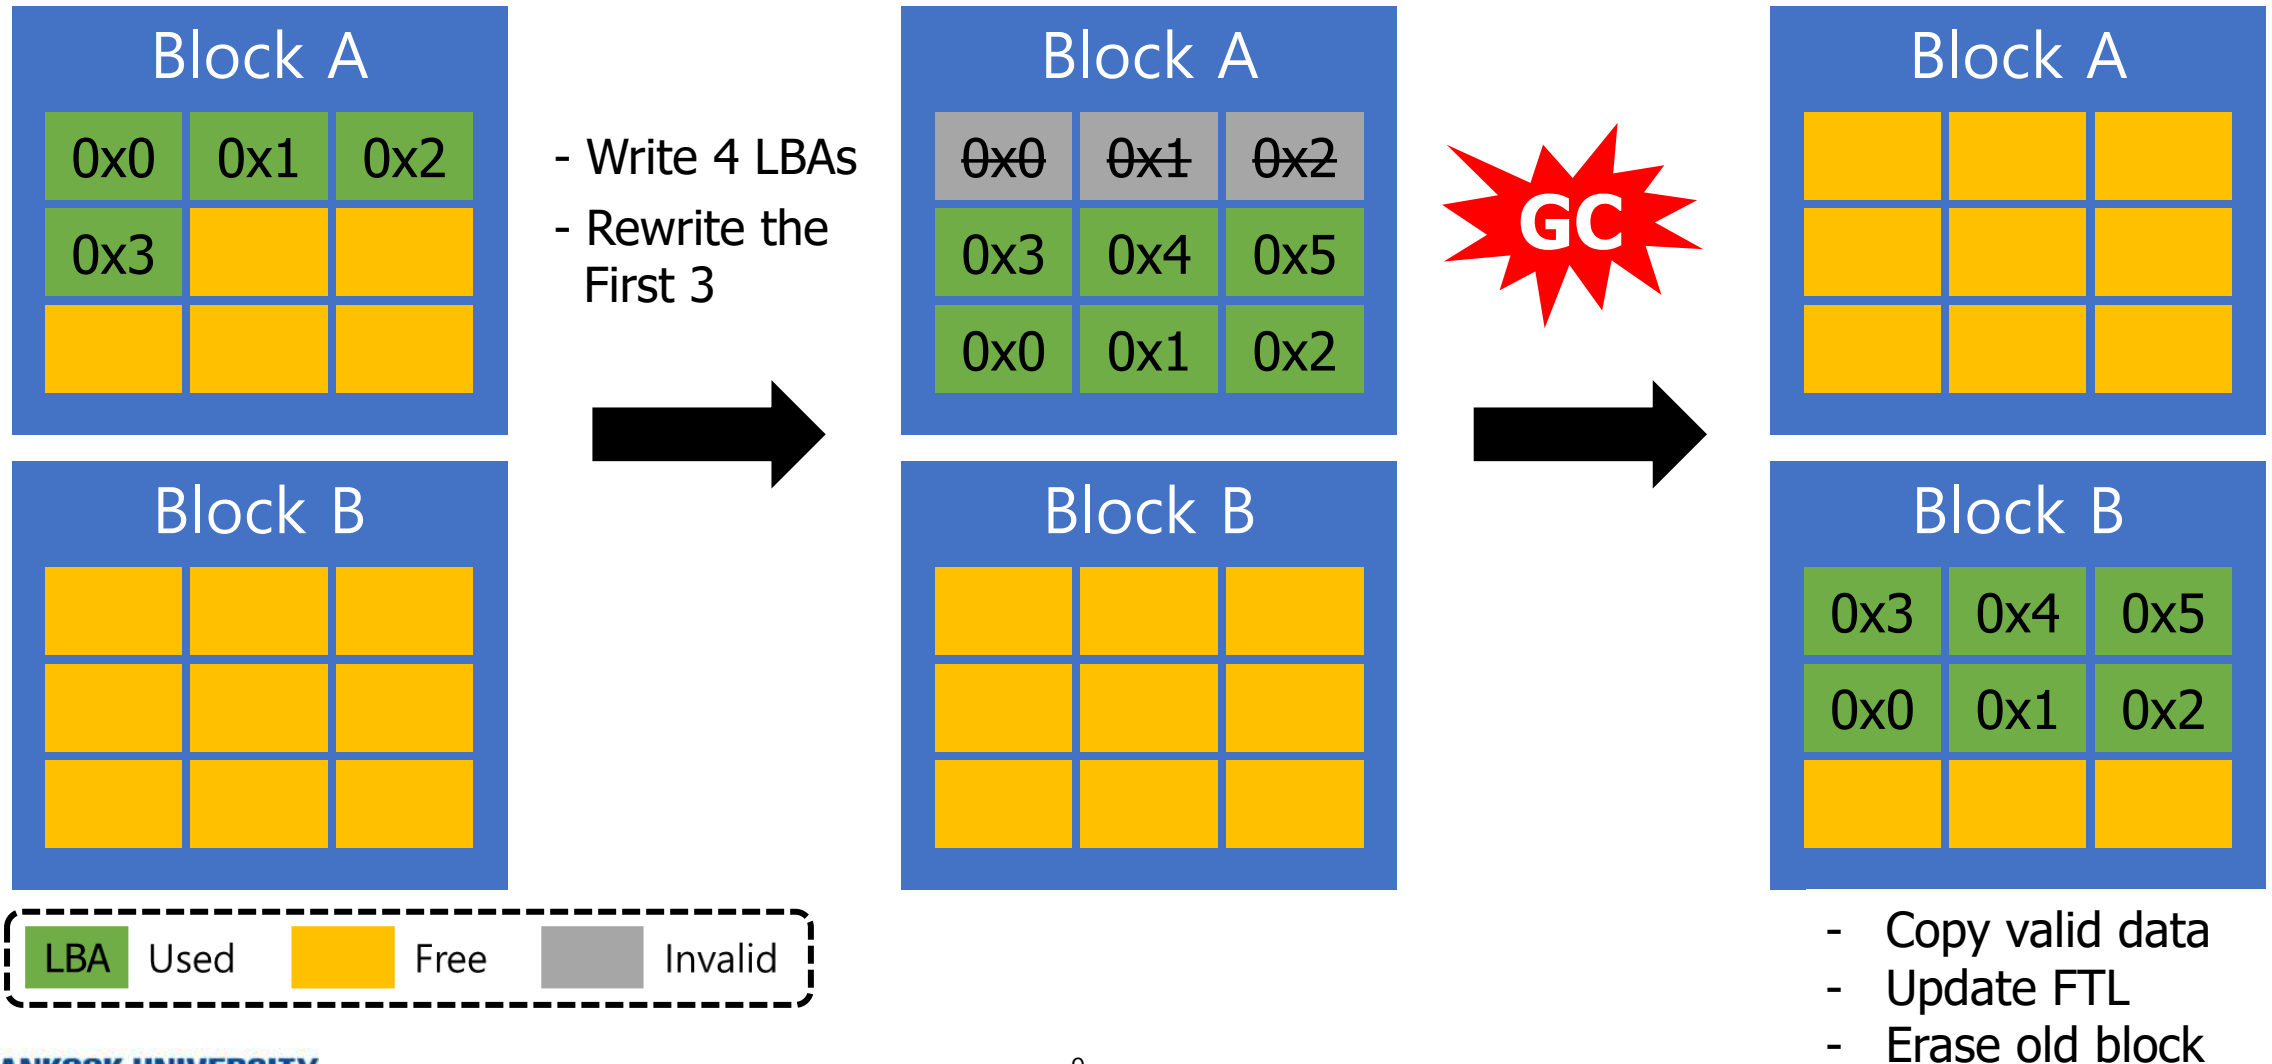 Block A
0x0 0x1 0x2
0x3
Block B
- Write 4 LBAs
- Rewrite the
First 3
Block A
0x0 0x1 0x2
0x3 0x4 0x5
0x0 0x1 0x2
Block B
GC
Block A
Block B
0x3 0x4 0x5
0x0 0x1 0x2
- Copy valid data
- Update FTL
- Erase old block
LBA Used Free Invalid
UNIVERSITY